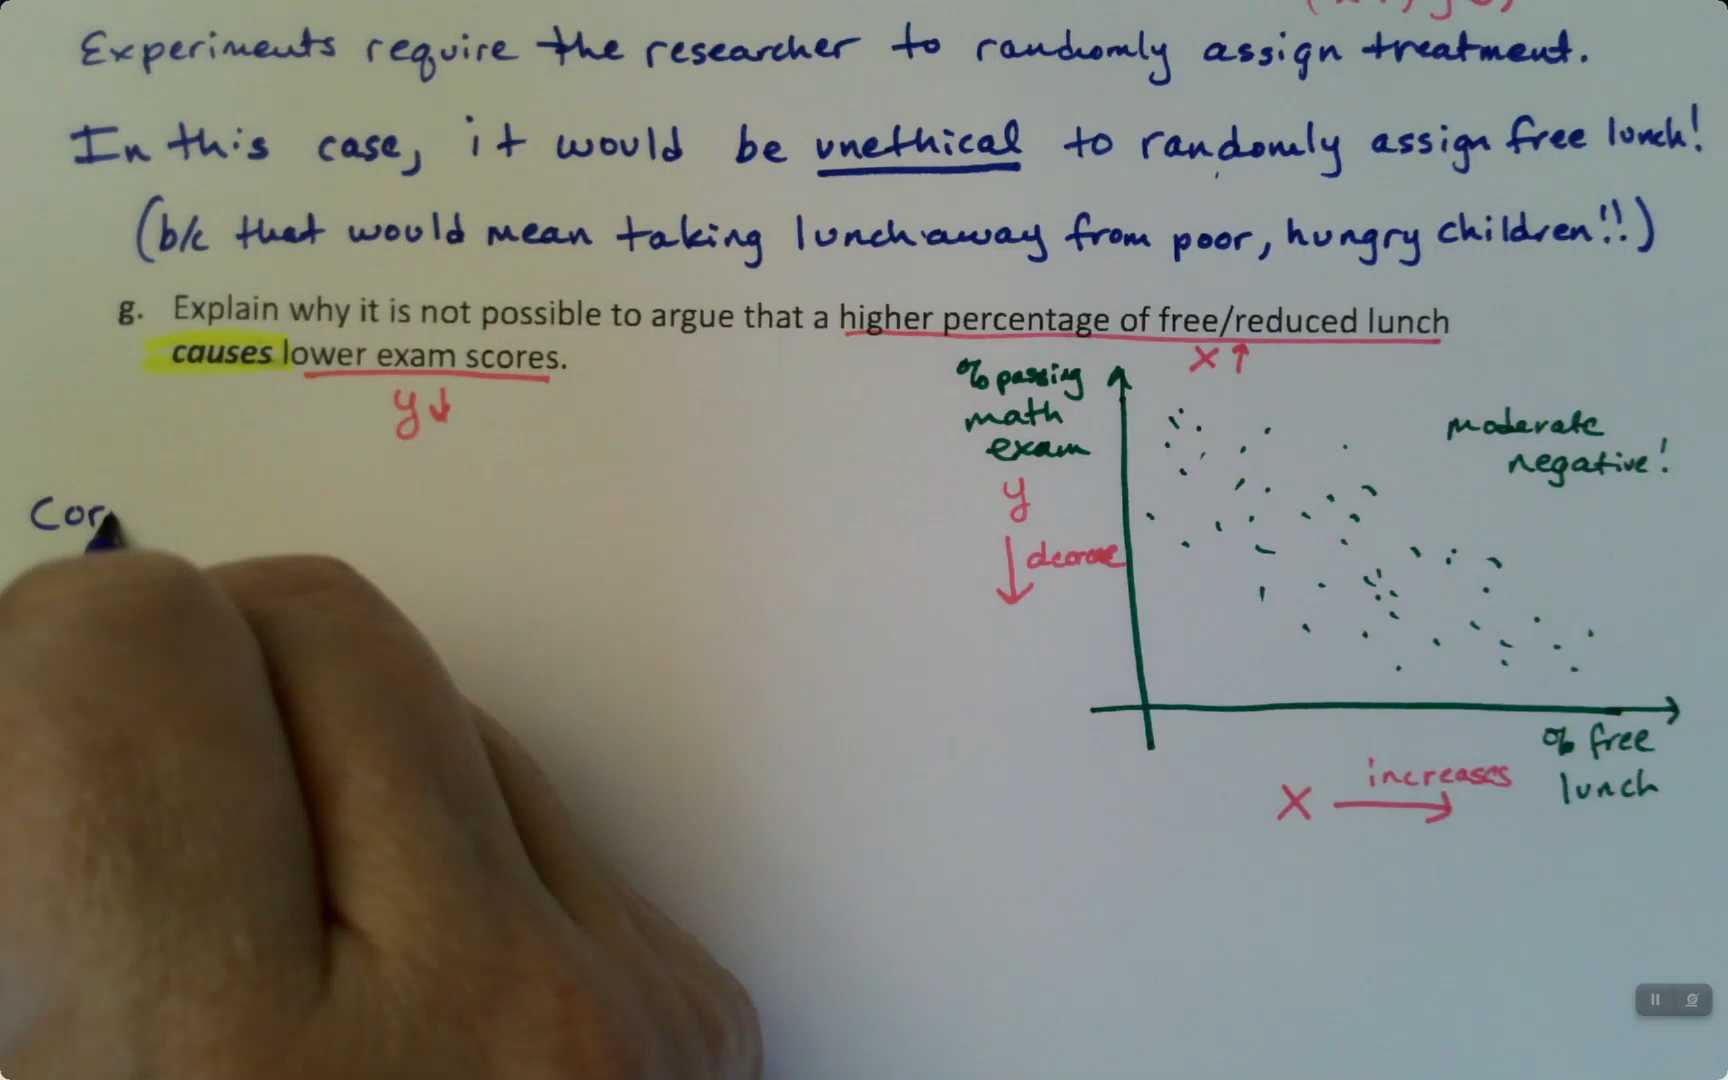 Experiments require the researcher to randomly assign treatment.
In this case, it would be unethical to randomly assign free lunch!
(b/c that would mean taking lunch away from poor, hungry children!!)
g. Explain why it is not possible to argue that a higher percentage of free/reduced lunch
causes lower exam scores.
x ↑
y ↓
% passing
math
exam
y
↓ decrease
moderate
negative!
Cor
% free
lunch
x → increases